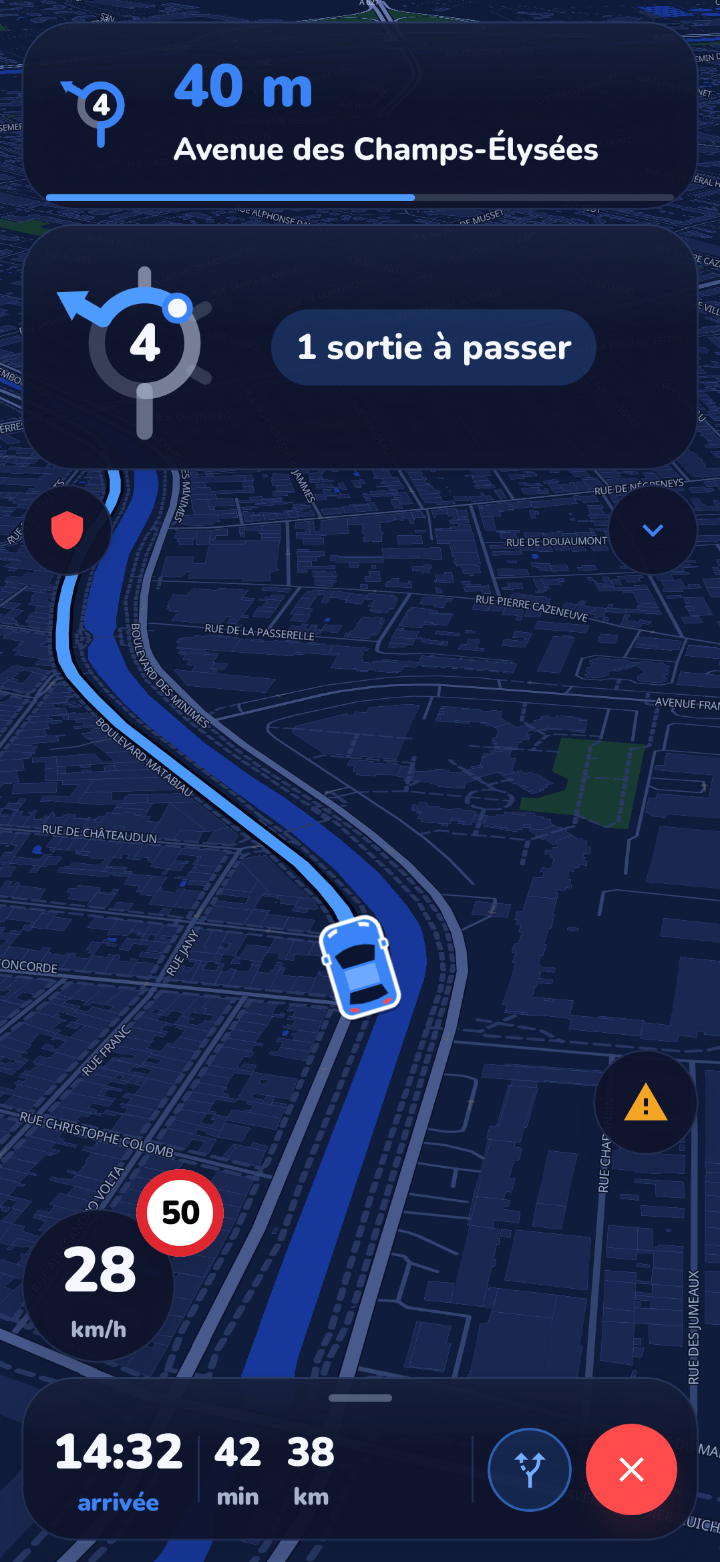 4
40 m
Avenue des Champs-Élysées
4
1 sortie à passer
RUE DE NÉGRENEYS
RUE DE DOUAUMONT
RUE PIERRE CAZENEUVE
RUE DE LA PASSERELLE
BOULEVARD DES MINIMES
AVENUE FRAN
BOULEVARD MATABIAU
RUE DE CHÂTEAUDUN
RUE JANY
ONCORDE
RUE FRANC
RUE CHRISTOPHE COLOMB
VOLTA
50
28
km/h
RUE DES JUMEAUX
14:32
arrivée
42
min
38
km